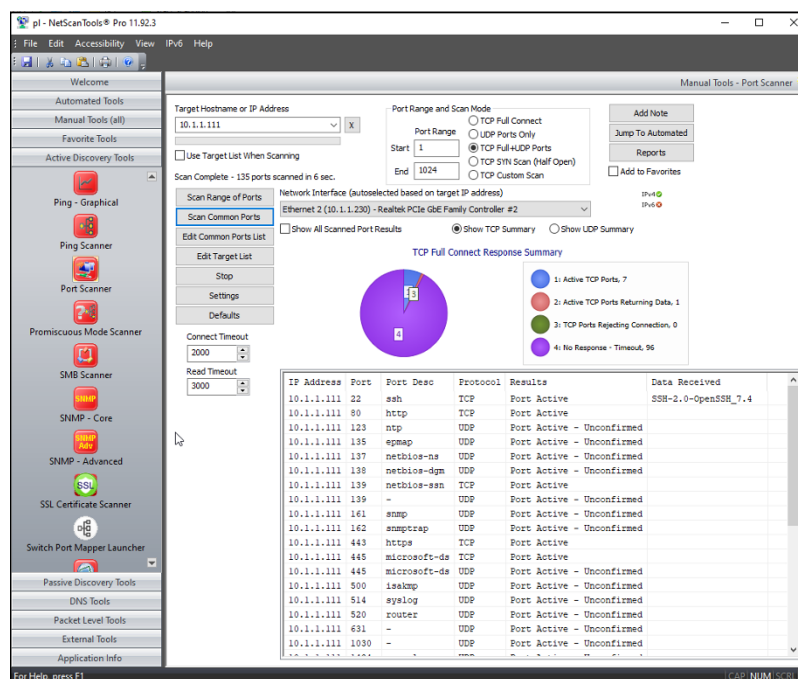 pl - NetScanTools® Pro 11.92.3
File Edit Accessibility View IPv6 Help
Welcome
Automated Tools
Manual Tools (all)
Favorite Tools
Active Discovery Tools
Ping - Graphical
Ping Scanner
Port Scanner
Promiscuous Mode Scanner
SMB Scanner
SNMP
SNMP - Core
SNMP Adv
SNMP - Advanced
SSL
SSL Certificate Scanner
Switch Port Mapper Launcher
Passive Discovery Tools
DNS Tools
Packet Level Tools
External Tools
Application Info
Manual Tools - Port Scanner
Target Hostname or IP Address
10.1.1.111
X
Use Target List When Scanning
Scan Complete - 135 ports scanned in 6 sec.
Port Range and Scan Mode
Port Range
Start 1
End 1024
TCP Full Connect
UDP Ports Only
TCP Full+UDP Ports
TCP SYN Scan (Half Open)
TCP Custom Scan
Add Note
Jump To Automated
Reports
Add to Favorites
Scan Range of Ports
Scan Common Ports
Edit Common Ports List
Edit Target List
Stop
Settings
Defaults
Connect Timeout
2000
Read Timeout
3000
Network Interface (autoselected based on target IP address)
Ethernet 2 (10.1.1.230) - Realtek PCIe GbE Family Controller #2
IPv4
IPv6
Show All Scanned Port Results
Show TCP Summary
Show UDP Summary
TCP Full Connect Response Summary
3
4
1: Active TCP Ports, 7
2: Active TCP Ports Returning Data, 1
3: TCP Ports Rejecting Connection, 0
4: No Response - Timeout, 96
IP Address Port Port Desc Protocol Results Data Received
10.1.1.111 22 ssh TCP Port Active SSH-2.0-OpenSSH_7.4
10.1.1.111 80 http TCP Port Active
10.1.1.111 123 ntp UDP Port Active - Unconfirmed
10.1.1.111 135 epmap UDP Port Active - Unconfirmed
10.1.1.111 137 netbios-ns UDP Port Active - Unconfirmed
10.1.1.111 138 netbios-dgm UDP Port Active - Unconfirmed
10.1.1.111 139 netbios-ssn TCP Port Active
10.1.1.111 139 - UDP Port Active - Unconfirmed
10.1.1.111 161 snmp UDP Port Active - Unconfirmed
10.1.1.111 162 snmptrap UDP Port Active - Unconfirmed
10.1.1.111 443 https TCP Port Active
10.1.1.111 445 microsoft-ds TCP Port Active
10.1.1.111 445 microsoft-ds UDP Port Active - Unconfirmed
10.1.1.111 500 isakmp UDP Port Active - Unconfirmed
10.1.1.111 514 syslog UDP Port Active - Unconfirmed
10.1.1.111 520 router UDP Port Active - Unconfirmed
10.1.1.111 631 - UDP Port Active - Unconfirmed
10.1.1.111 1030 - UDP Port Active - Unconfirmed
For Help, press F1
CAP NUM SCRL